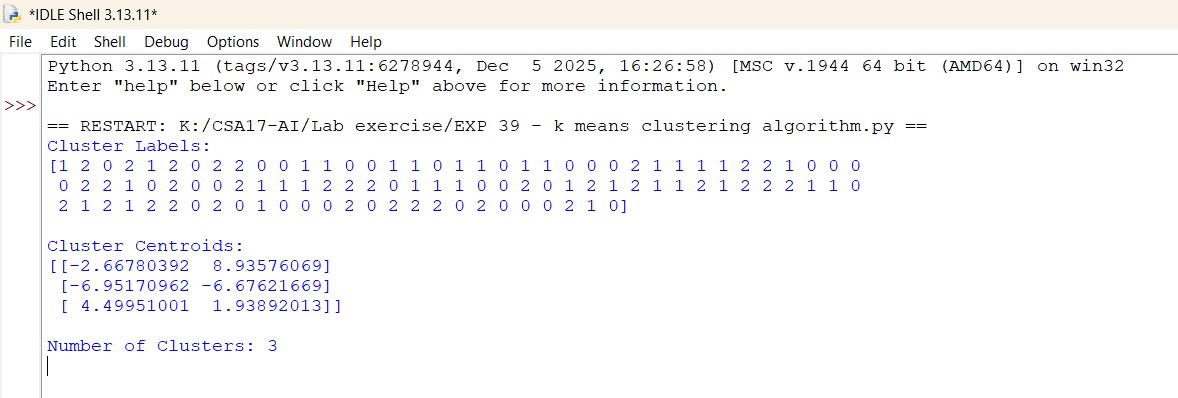 *IDLE Shell 3.13.11*
File Edit Shell Debug Options Window Help
Python 3.13.11 (tags/v3.13.11:6278944, Dec  5 2025, 16:26:58) [MSC v.1944 64 bit (AMD64)] on win32
Enter "help" below or click "Help" above for more information.
>>>
== RESTART: K:/CSA17-AI/Lab exercise/EXP 39 - k means clustering algorithm.py ==
Cluster Labels:
[1 2 0 2 1 2 0 2 2 0 0 1 1 0 0 1 1 0 1 1 0 1 1 0 0 0 2 1 1 1 1 2 2 1 0 0 0
 0 2 2 1 0 2 0 0 2 1 1 1 2 2 2 0 1 1 1 0 0 2 0 1 2 1 2 1 1 2 1 2 2 2 1 1 0
 2 1 2 1 2 2 0 2 0 1 0 0 0 2 0 2 2 2 0 2 0 0 0 2 1 0]
Cluster Centroids:
[[-2.66780392  8.93576069]
 [-6.95170962 -6.67621669]
 [ 4.49951001  1.93892013]]
Number of Clusters: 3